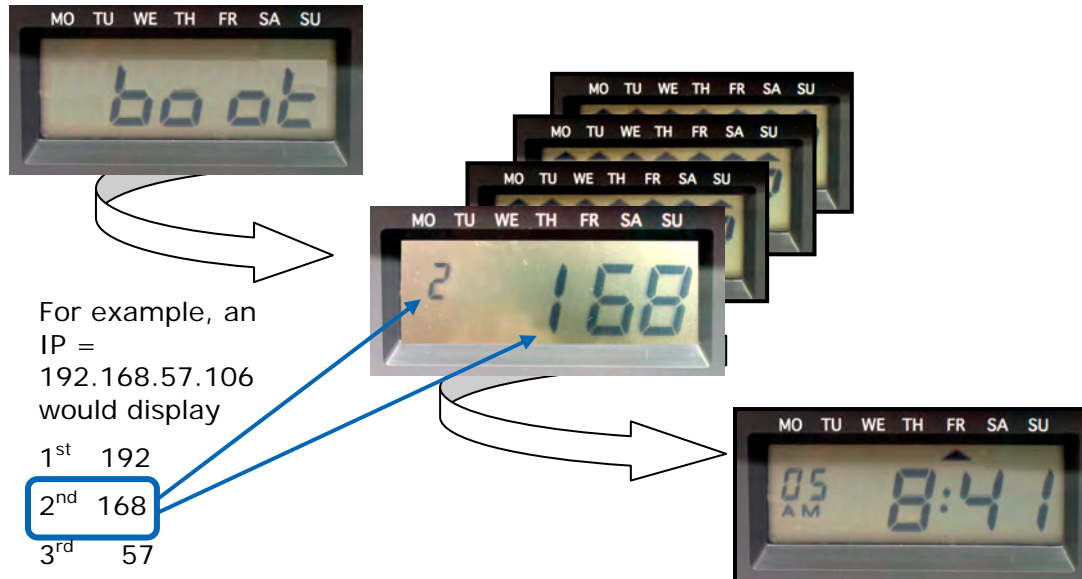 MO TU WE TH FR SA SU
boot
MO TU WE TH FR SA SU
MO TU WE TH FR SA SU
MO TU WE TH FR SA SU
MO TU WE TH FR SA SU
2 168
For example, an
IP =
192.168.57.106
would display
1st 192
2nd 168
3rd 57
MO TU WE TH FR SA SU
05 8:41
AM